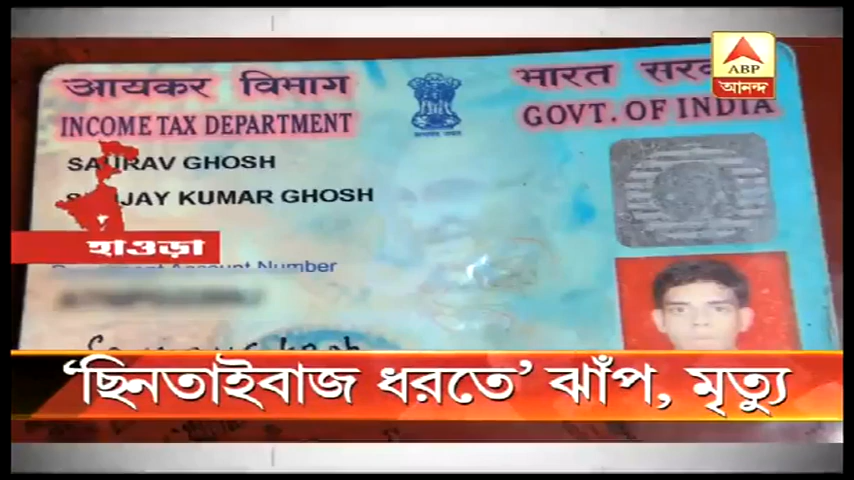 आयकर विभाग
INCOME TAX DEPARTMENT
भारत
GOVT. OF INDIA
ABP
আনন্দ
SAURAV GHOSH
KUMAR GHOSH
হাওড়া
Account Number
'ছিনতাইবাজ ধরতে' ঝাঁপ, মৃত্যু